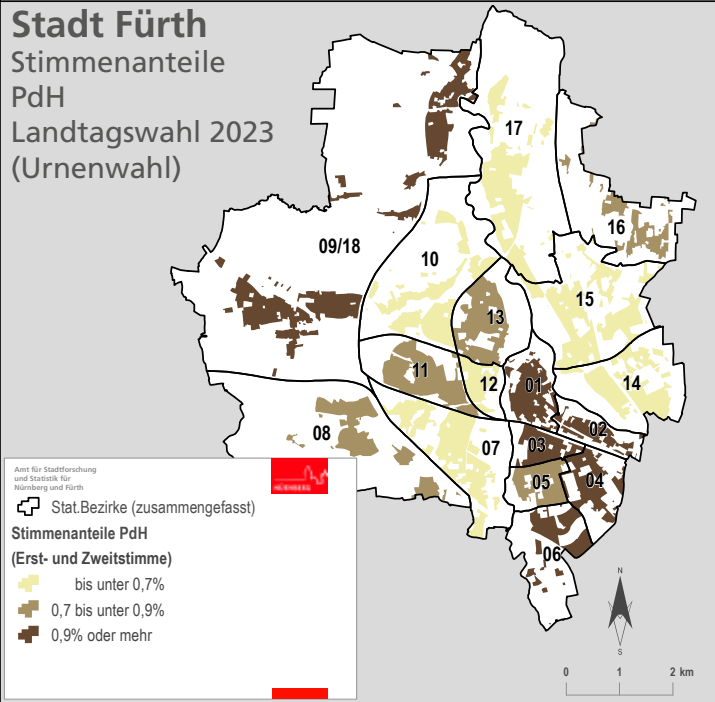 Stadt Fürth
Stimmenanteile
PdH
Landtagswahl 2023
(Urnenwahl)
17
16
09/18
10
15
13
11
12
01
14
08
02
03
07
05
04
06
Amt für Stadtforschung
und Statistik für
Nürnberg und Fürth
NÜRNBERG
Stat.Bezirke (zusammengefasst)
Stimmenanteile PdH
(Erst- und Zweitstimme)
bis unter 0,7%
0,7 bis unter 0,9%
0,9% oder mehr
N
S
0 1 2 km